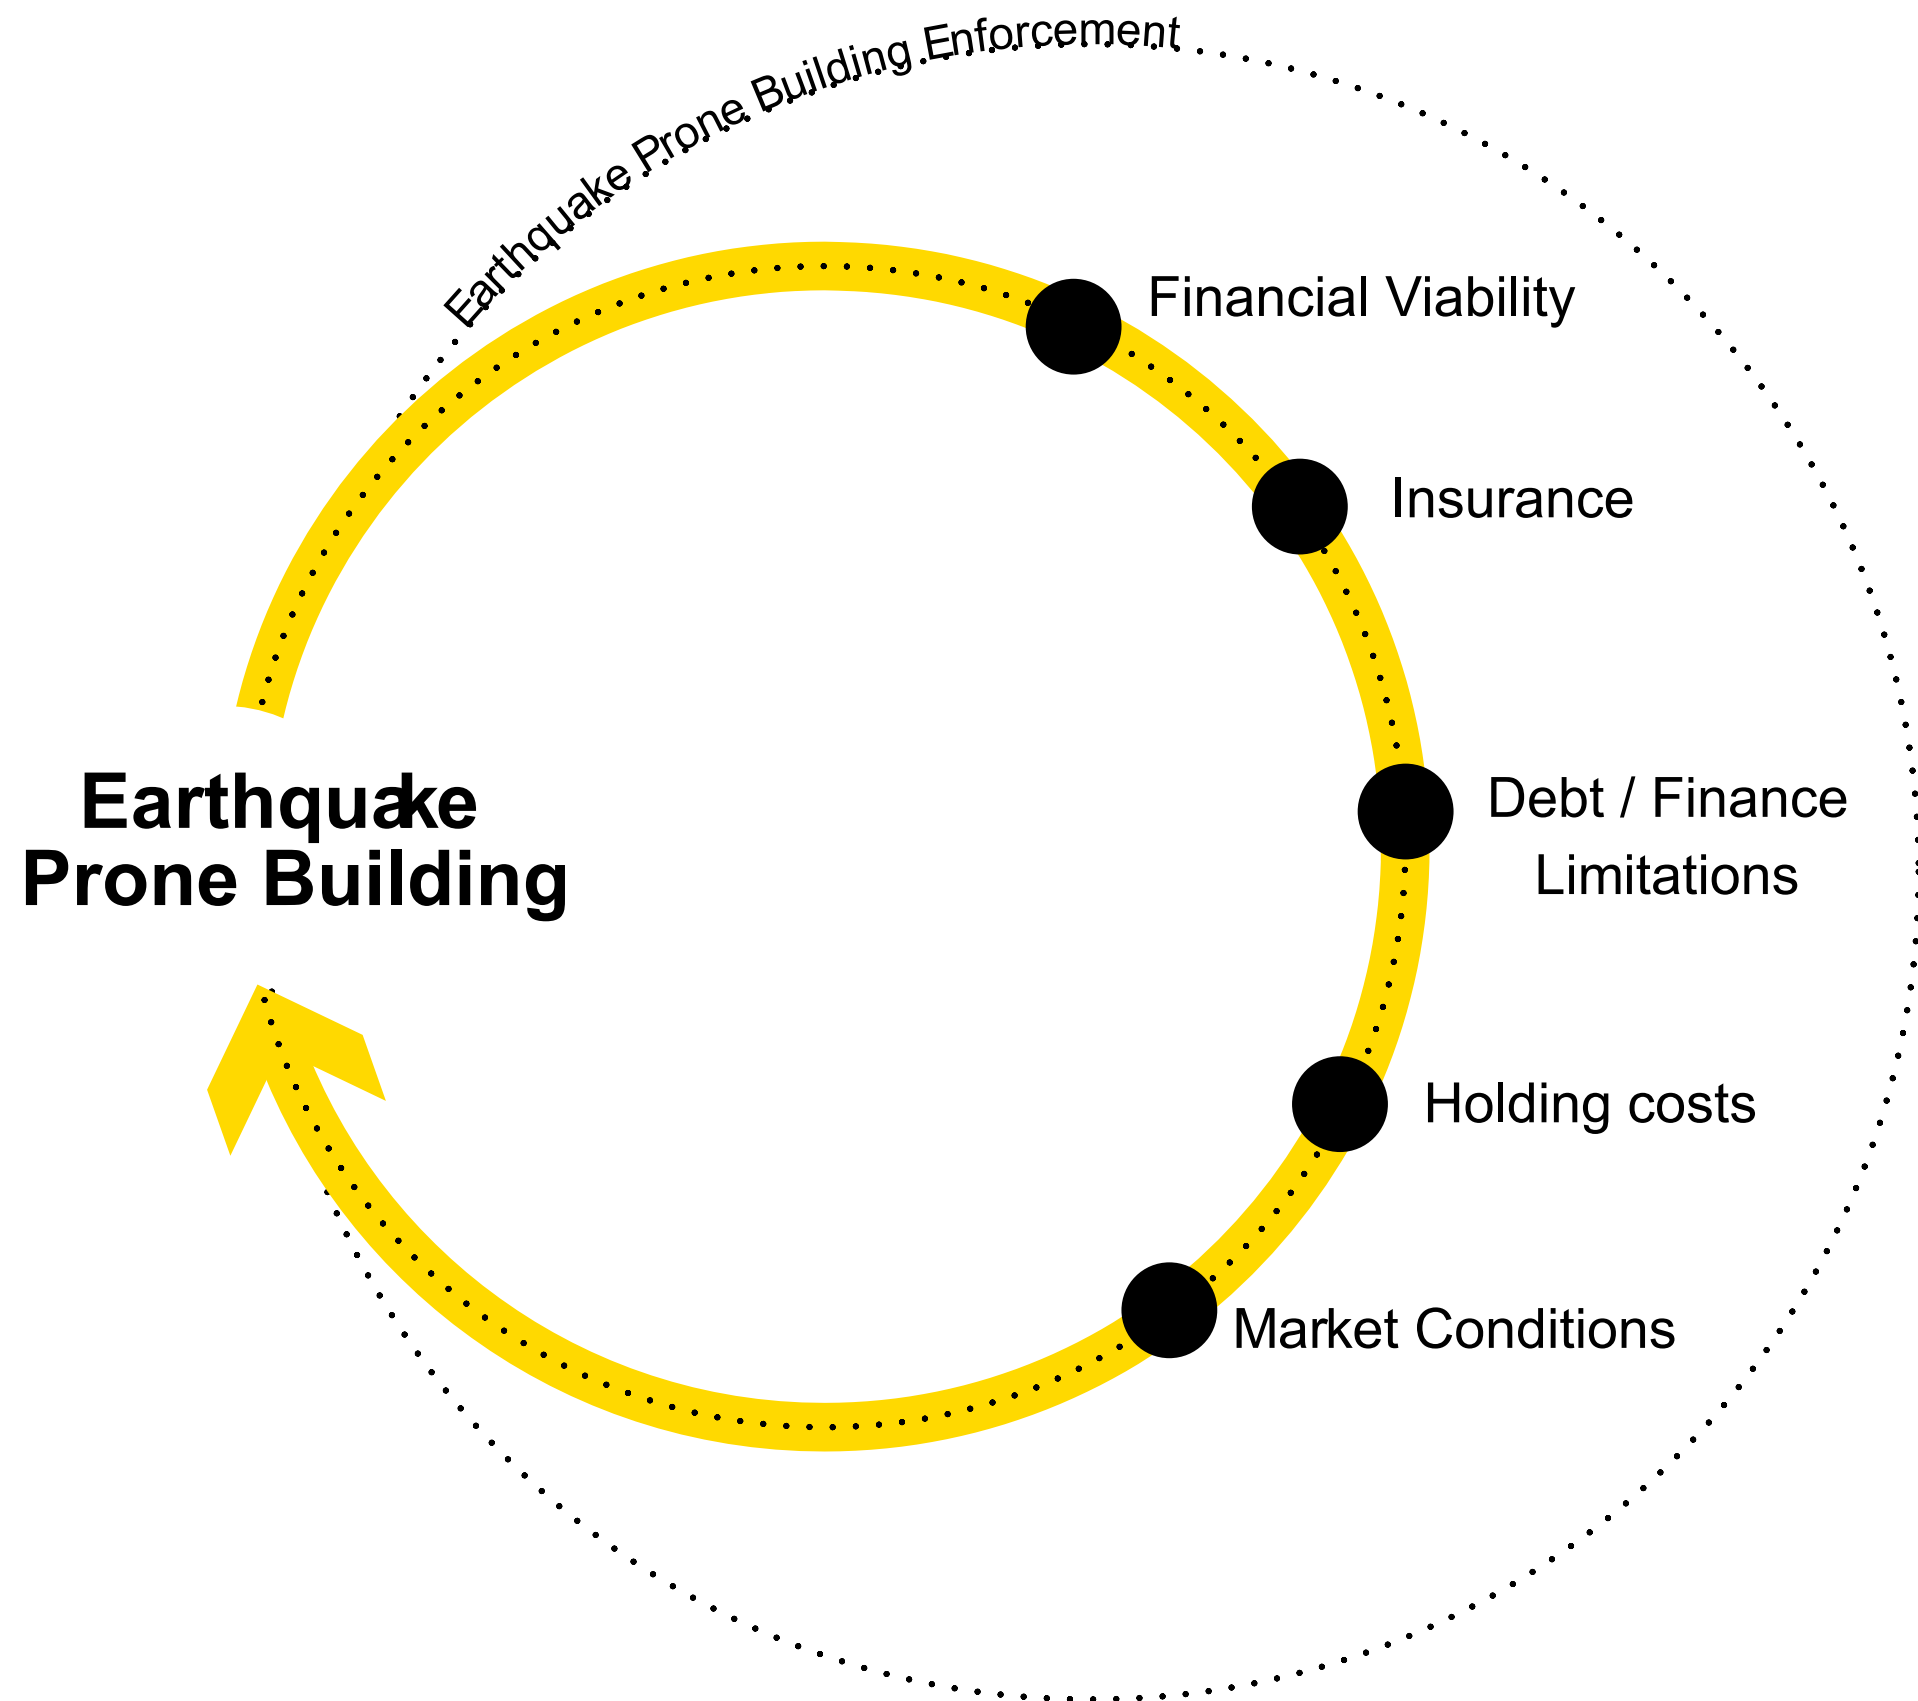 Earthquake Prone Building Enforcement
Financial Viability
Insurance
Earthquake
Prone Building
Debt / Finance
Limitations
Holding costs
Market Conditions